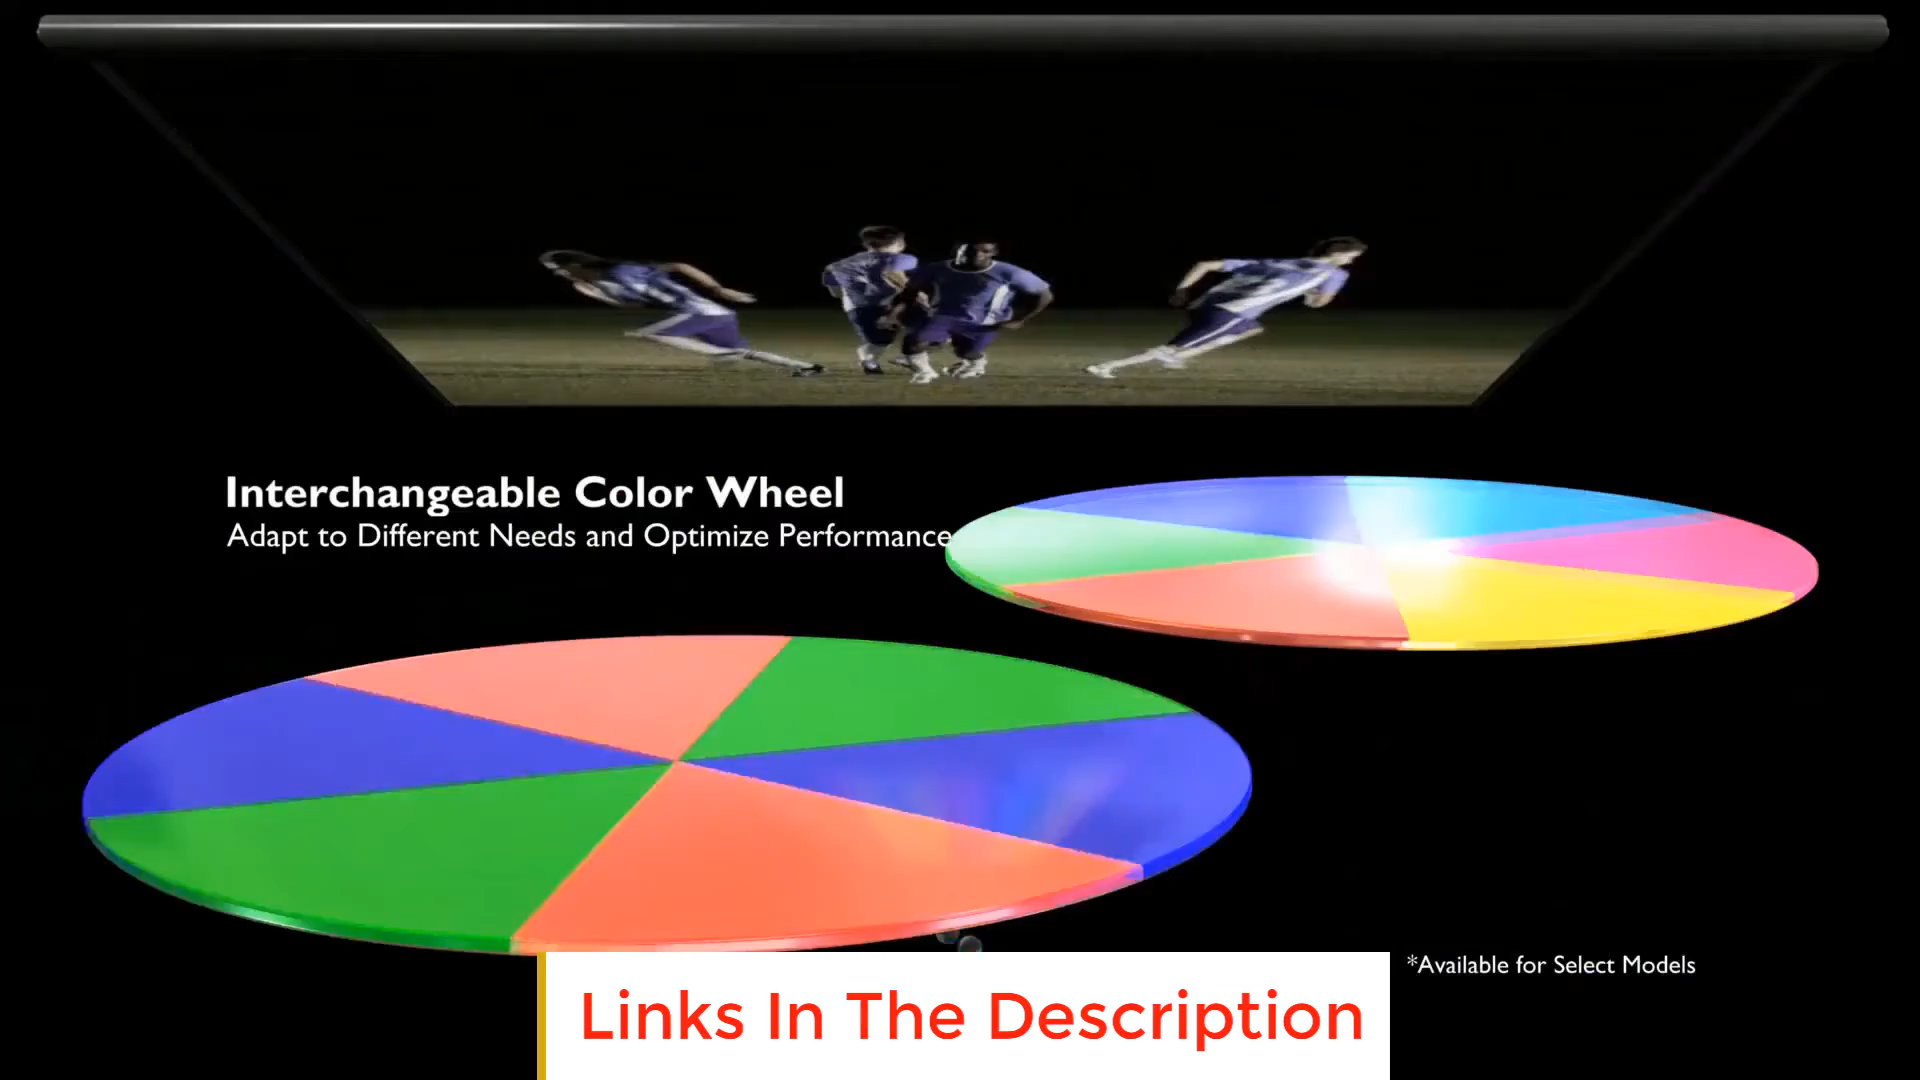 Interchangeable Color Wheel
Adapt to Different Needs and Optimize Performance
*Available for Select Models
Links In The Description